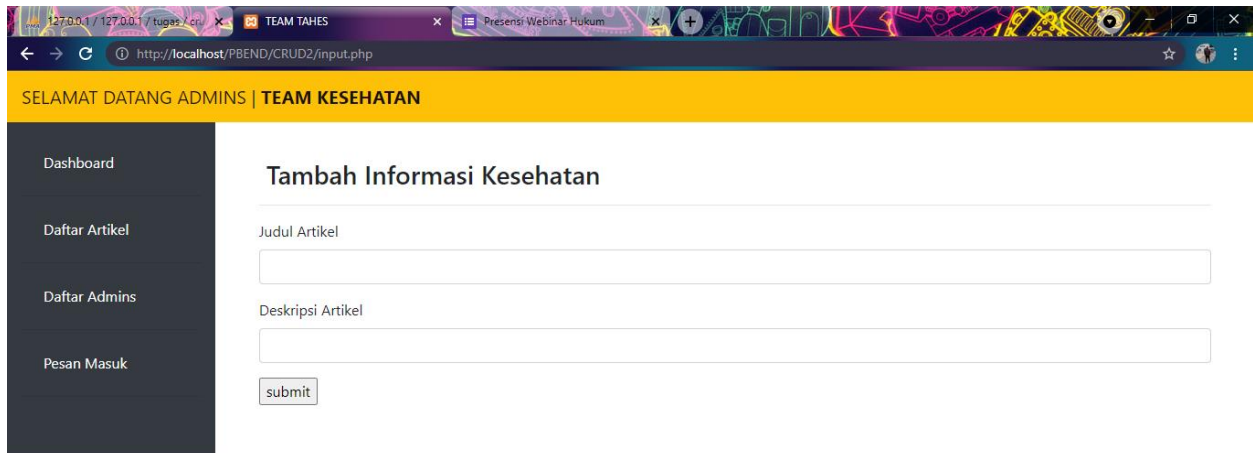 127.0.0.1 / 127.0.0.1 / tugas / cru
TEAM TAHES
Presensi Webinar Hukum
http://localhost/PBEND/CRUD2/input.php
SELAMAT DATANG ADMINS | TEAM KESEHATAN
Dashboard
Daftar Artikel
Daftar Admins
Pesan Masuk
Tambah Informasi Kesehatan
Judul Artikel
Deskripsi Artikel
submit